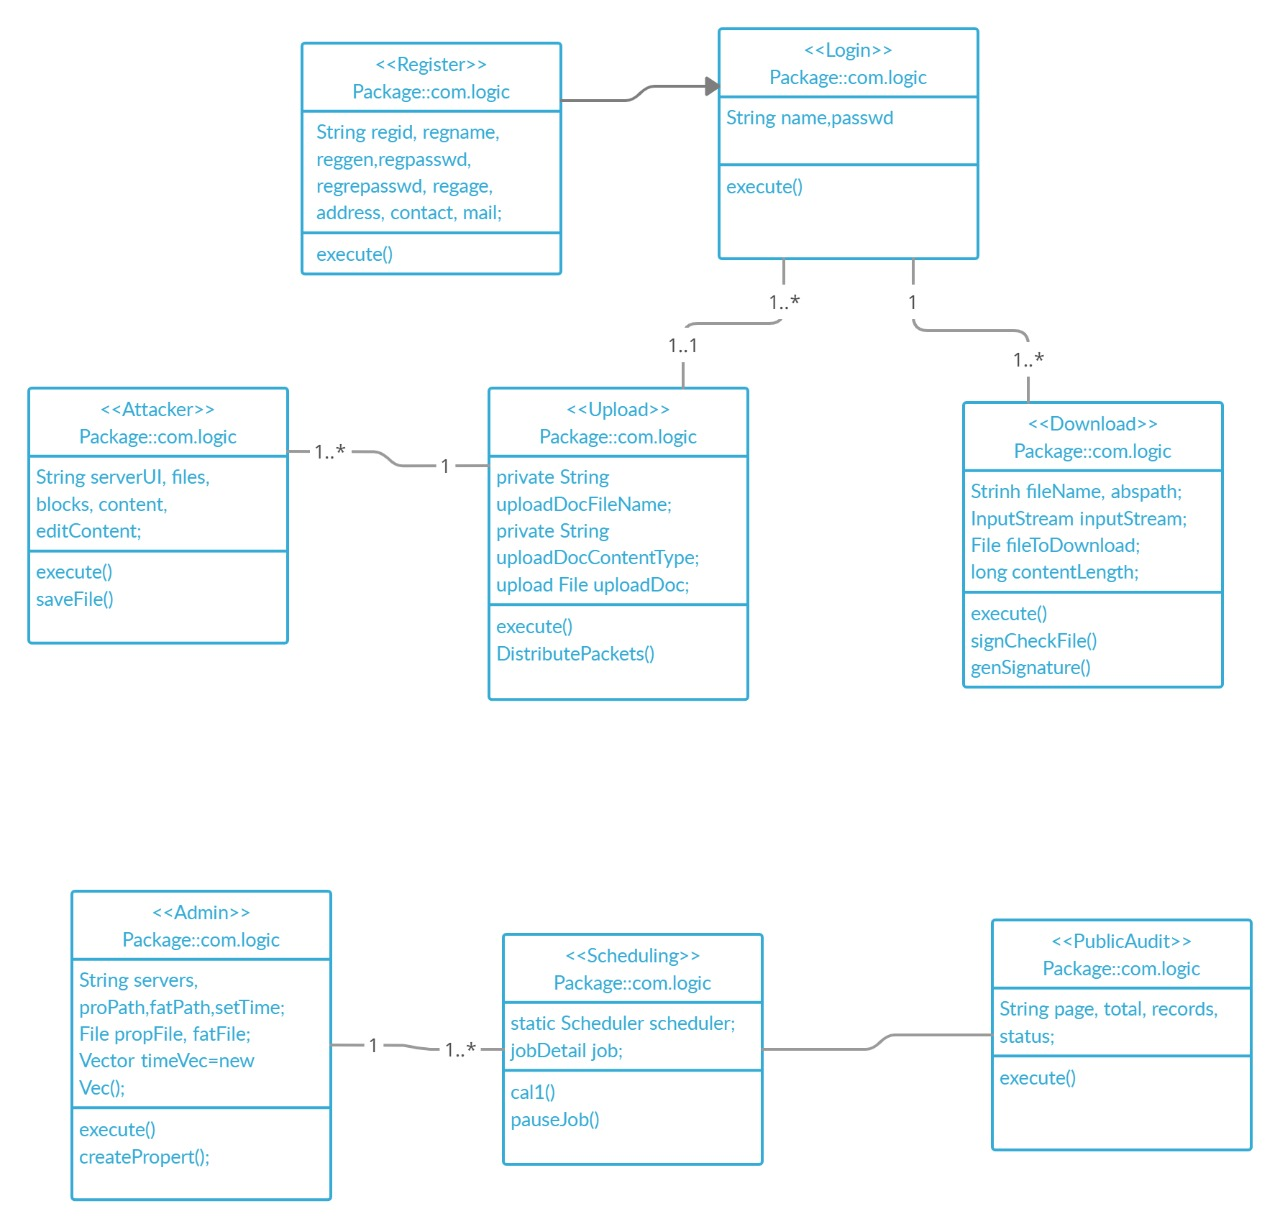 <<Register>>
Package::com.logic
String regid, regname,
reggen,regpasswd,
regrepasswd, regage,
address, contact, mail;
execute()
<<Login>>
Package::com.logic
String name,passwd
execute()
1..*
1
1..1
1..*
<<Attacker>>
Package::com.logic
String serverUI, files,
blocks, content,
editContent;
execute()
saveFile()
1..*
1
<<Upload>>
Package::com.logic
private String
uploadDocFileName;
private String
uploadDocContentType;
upload File uploadDoc;
execute()
DistributePackets()
<<Download>>
Package::com.logic
Strinh fileName, abspath;
InputStream inputStream;
File fileToDownload;
long contentLength;
execute()
signCheckFile()
genSignature()
<<Admin>>
Package::com.logic
String servers,
proPath,fatPath,setTime;
File propFile, fatFile;
Vector timeVec=new
Vec();
execute()
createPropert();
1
1..*
<<Scheduling>>
Package::com.logic
static Scheduler scheduler;
jobDetail job;
cal1()
pauseJob()
<<PublicAudit>>
Package::com.logic
String page, total, records,
status;
execute()